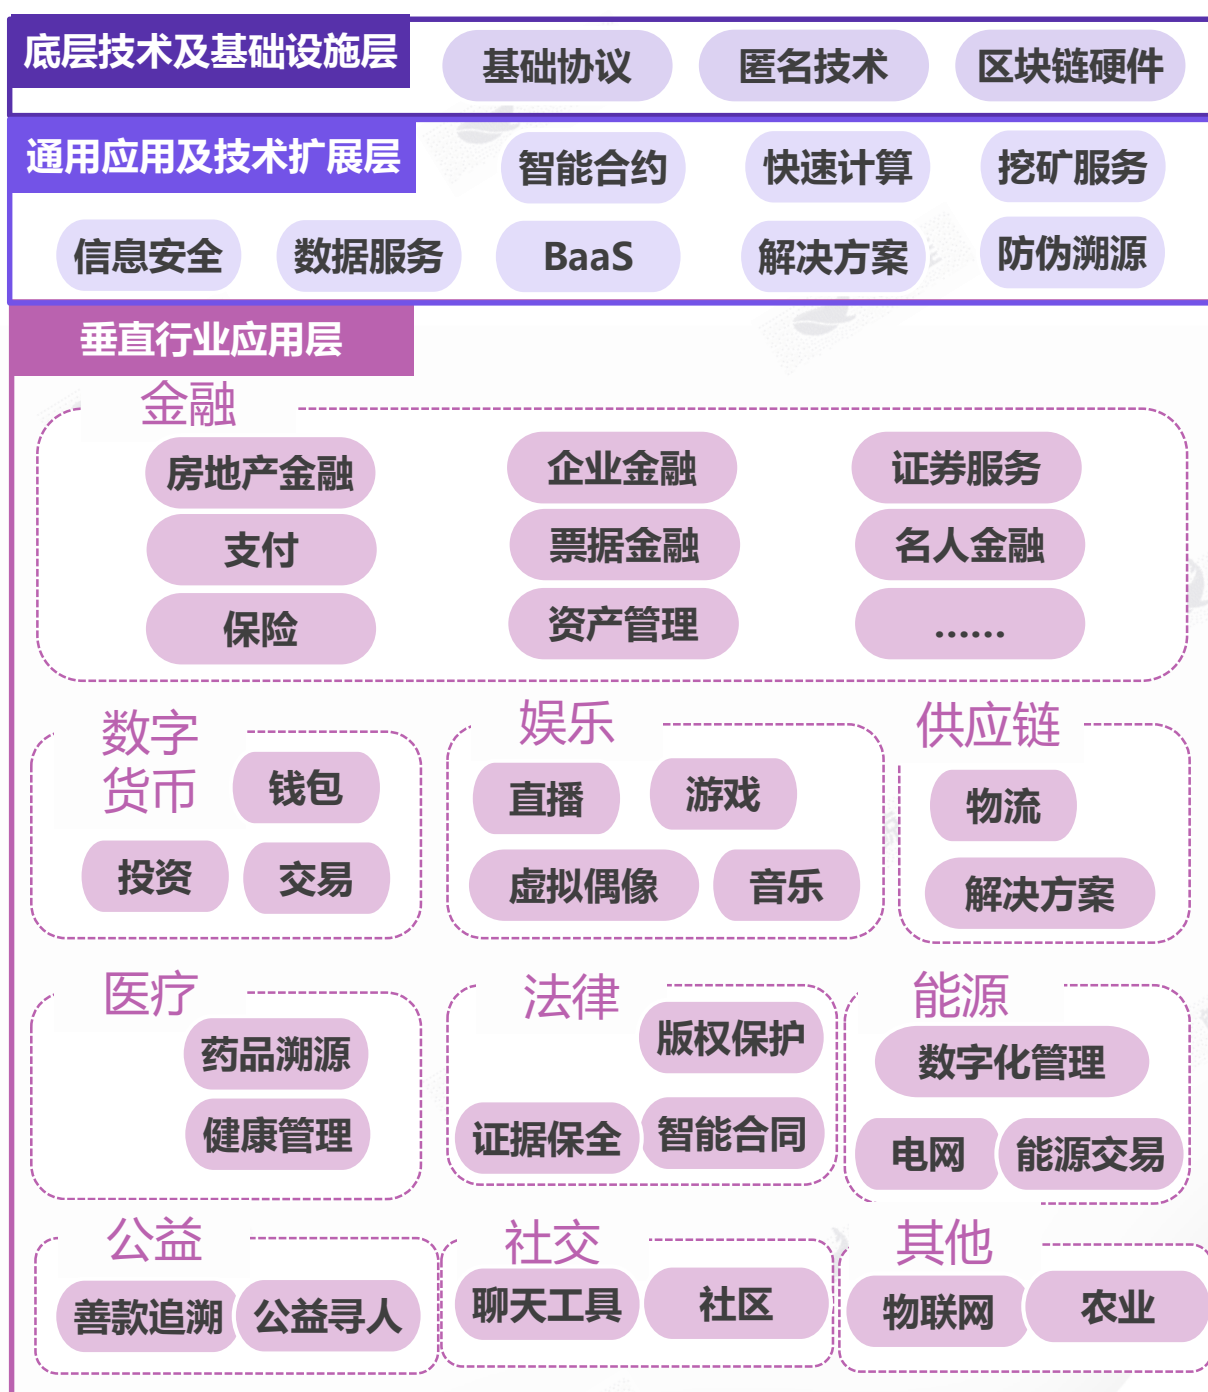 底层技术及基础设施层
基础协议 匿名技术 区块链硬件
通用应用及技术扩展层
智能合约 快速计算 挖矿服务
信息安全 数据服务 BaaS 解决方案 防伪溯源
垂直行业应用层
金融
房地产金融 企业金融 证券服务
支付 票据金融 名人金融
保险 资产管理 ......
数字
货币
钱包
投资 交易
娱乐
直播 游戏
虚拟偶像 音乐
供应链
物流
解决方案
医疗
药品溯源
健康管理
法律
版权保护
证据保全 智能合同
能源
数字化管理
电网 能源交易
公益
善款追溯 公益寻人
社交
聊天工具 社区
其他
物联网 农业